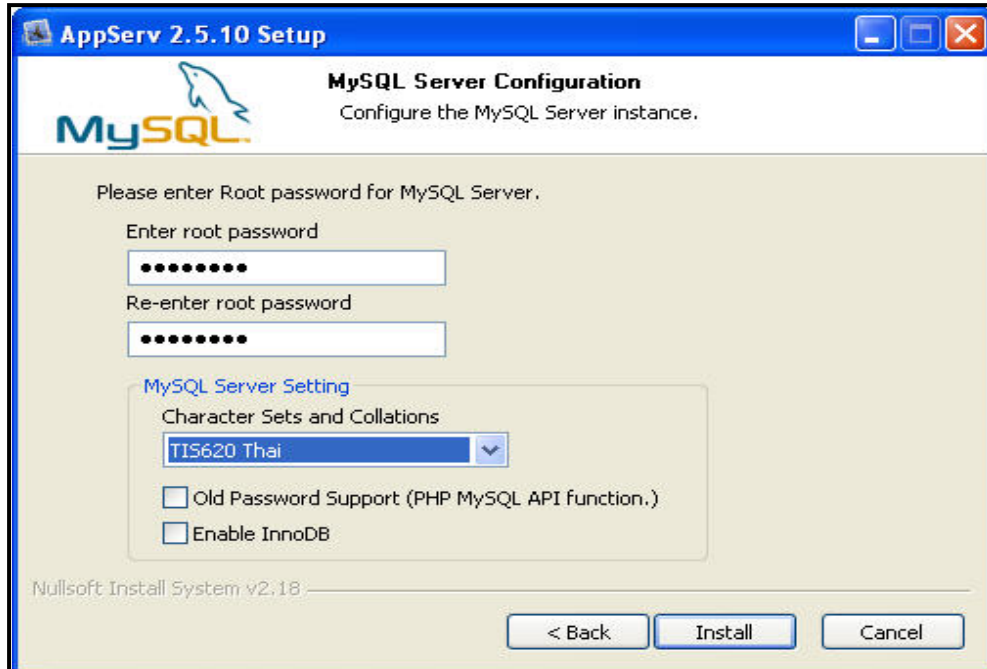 AppServ 2.5.10 Setup
MySQL
MySQL Server Configuration
Configure the MySQL Server instance.
Please enter Root password for MySQL Server.
Enter root password
••••••••
Re-enter root password
••••••••
MySQL Server Setting
Character Sets and Collations
TIS620 Thai
Old Password Support (PHP MySQL API function.)
Enable InnoDB
Nullsoft Install System v2.18
< Back Install Cancel